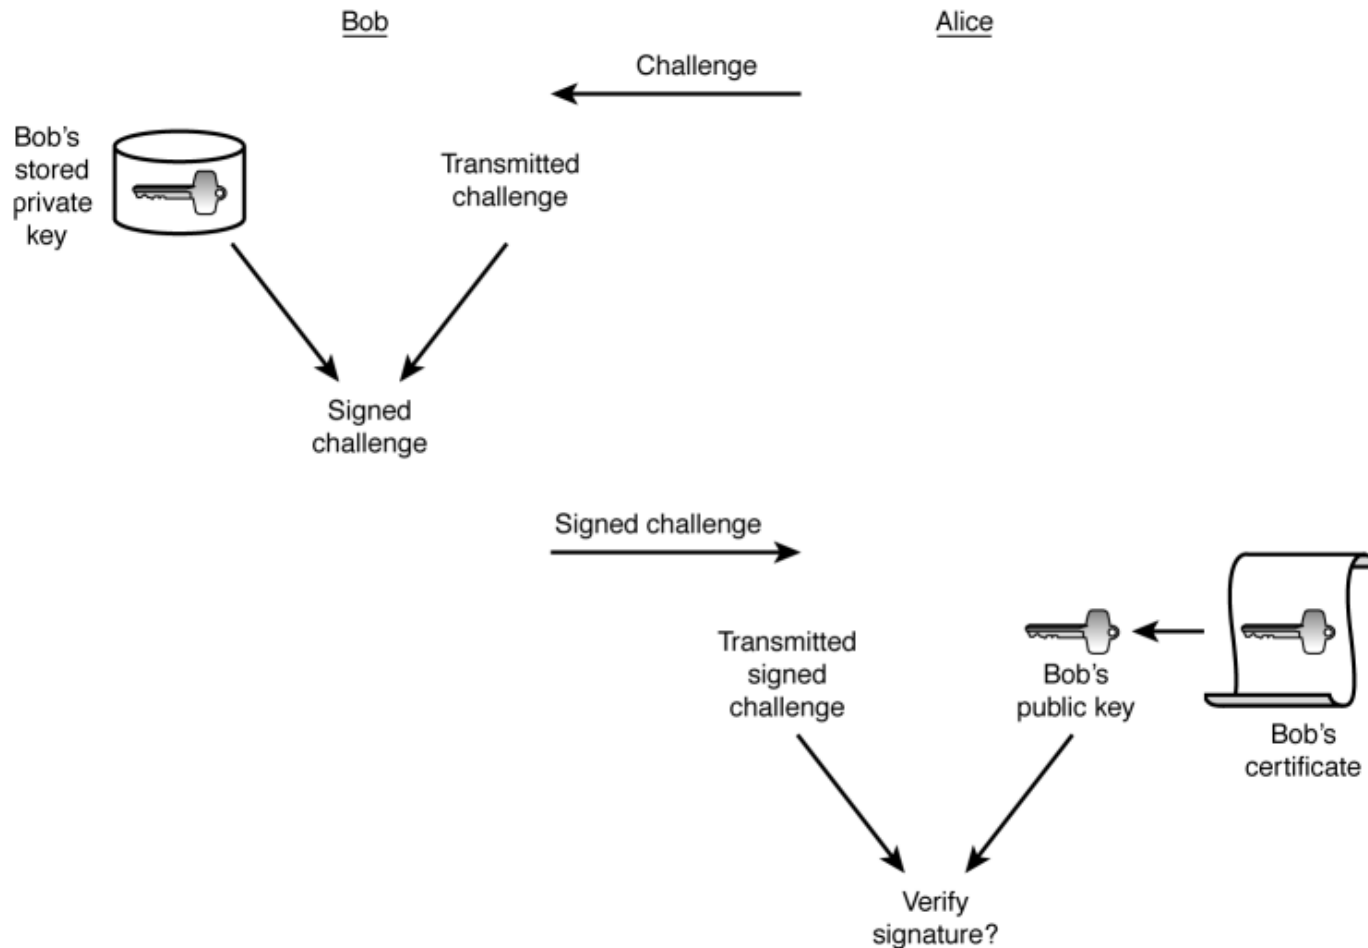 Bob
Alice
Challenge
Bob's
stored
private
key
Transmitted
challenge
Signed
challenge
Signed challenge
Transmitted
signed
challenge
Bob's
public key
Bob's
certificate
Verify
signature?